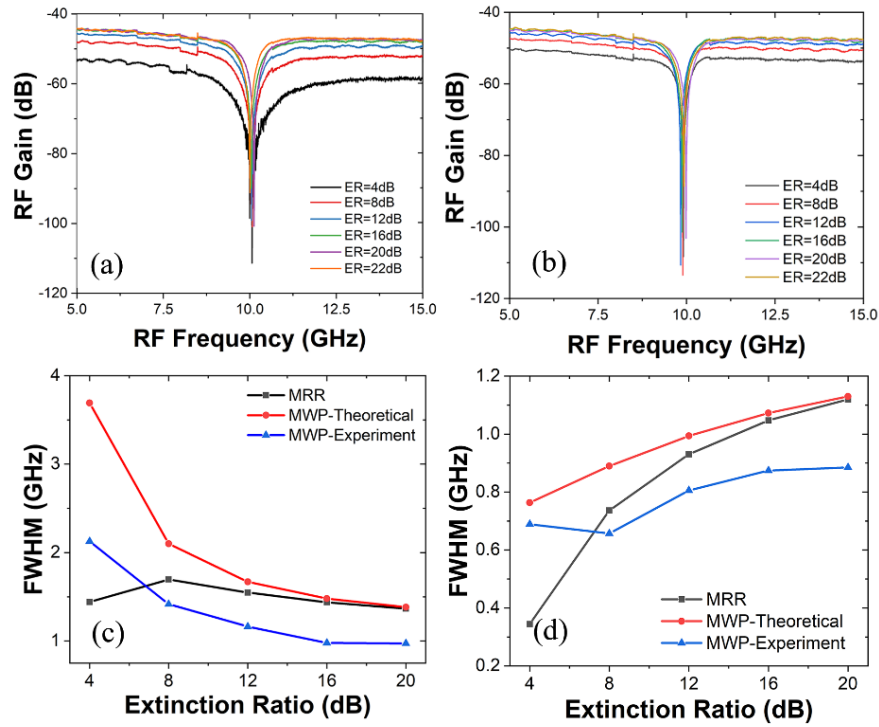 -40
-60
-80
-100
-120
RF Gain (dB)
ER=4dB
ER=8dB
ER=12dB
ER=16dB
ER=20dB
ER=22dB
(a)
5.0 7.5 10.0 12.5 15.0
RF Frequency (GHz)
-40
-60
-80
-100
-120
RF Gain (dB)
ER=4dB
ER=8dB
ER=12dB
ER=16dB
ER=20dB
ER=22dB
(b)
5.0 7.5 10.0 12.5 15.0
RF Frequency (GHz)
4
3
2
1
FWHM (GHz)
MRR
MWP-Theoretical
MWP-Experiment
(c)
4 8 12 16 20
Extinction Ratio (dB)
1.2
1.0
0.8
0.6
0.4
0.2
FWHM (GHz)
MRR
MWP-Theoretical
MWP-Experiment
(d)
4 8 12 16 20
Extinction Ratio (dB)